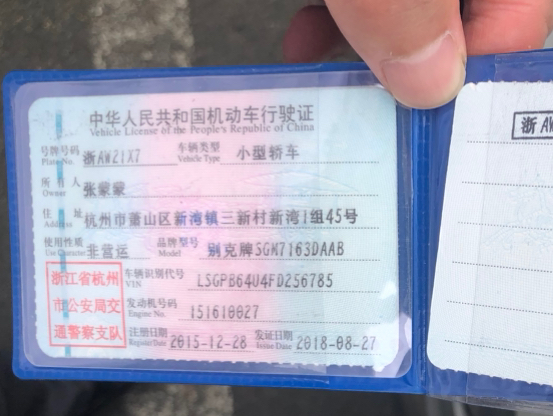 中华人民共和国机动车行驶证
Vehicle License of the People's Republic of China
号牌号码 Plate No. 浙AW21X7 车辆类型 Vehicle Type 小型轿车
所有人 Owner 张蒙蒙
住址 Address 杭州市萧山区新湾镇三新村新湾1组45号
使用性质 Use Character 非营运 品牌型号 Model 别克牌SGM7163DAAB
车辆识别代号 VIN LSGPB64U4FD256785
发动机号码 Engine No. 151610027
注册日期 Register Date 2015-12-28 发证日期 Issue Date 2018-08-27
浙江省杭州
市公安局交
通警察支队
浙AW